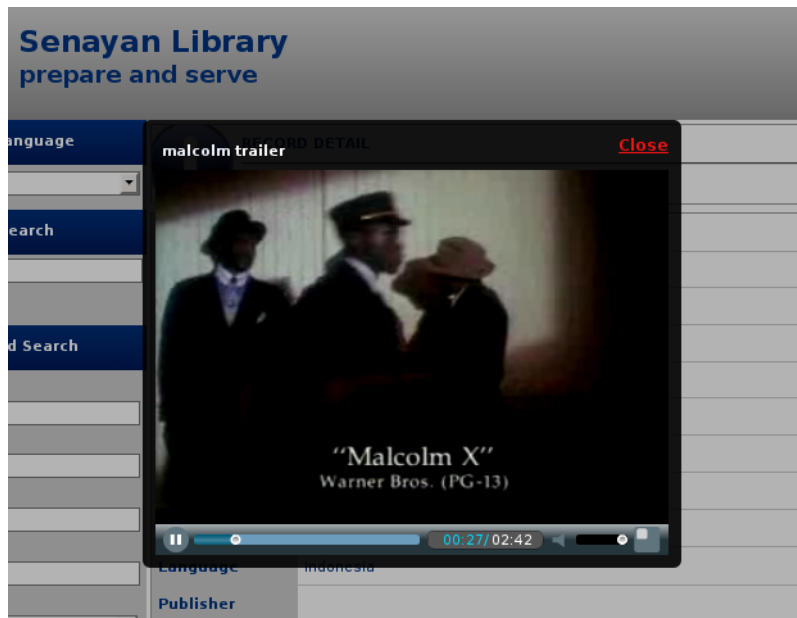 Senayan Library
prepare and serve
anguage
RECORD DETAIL
malcolm trailer
Close
earch
d Search
"Malcolm X"
Warner Bros. (PG-13)
00:27/02:42
Language
Indonesia
Publisher